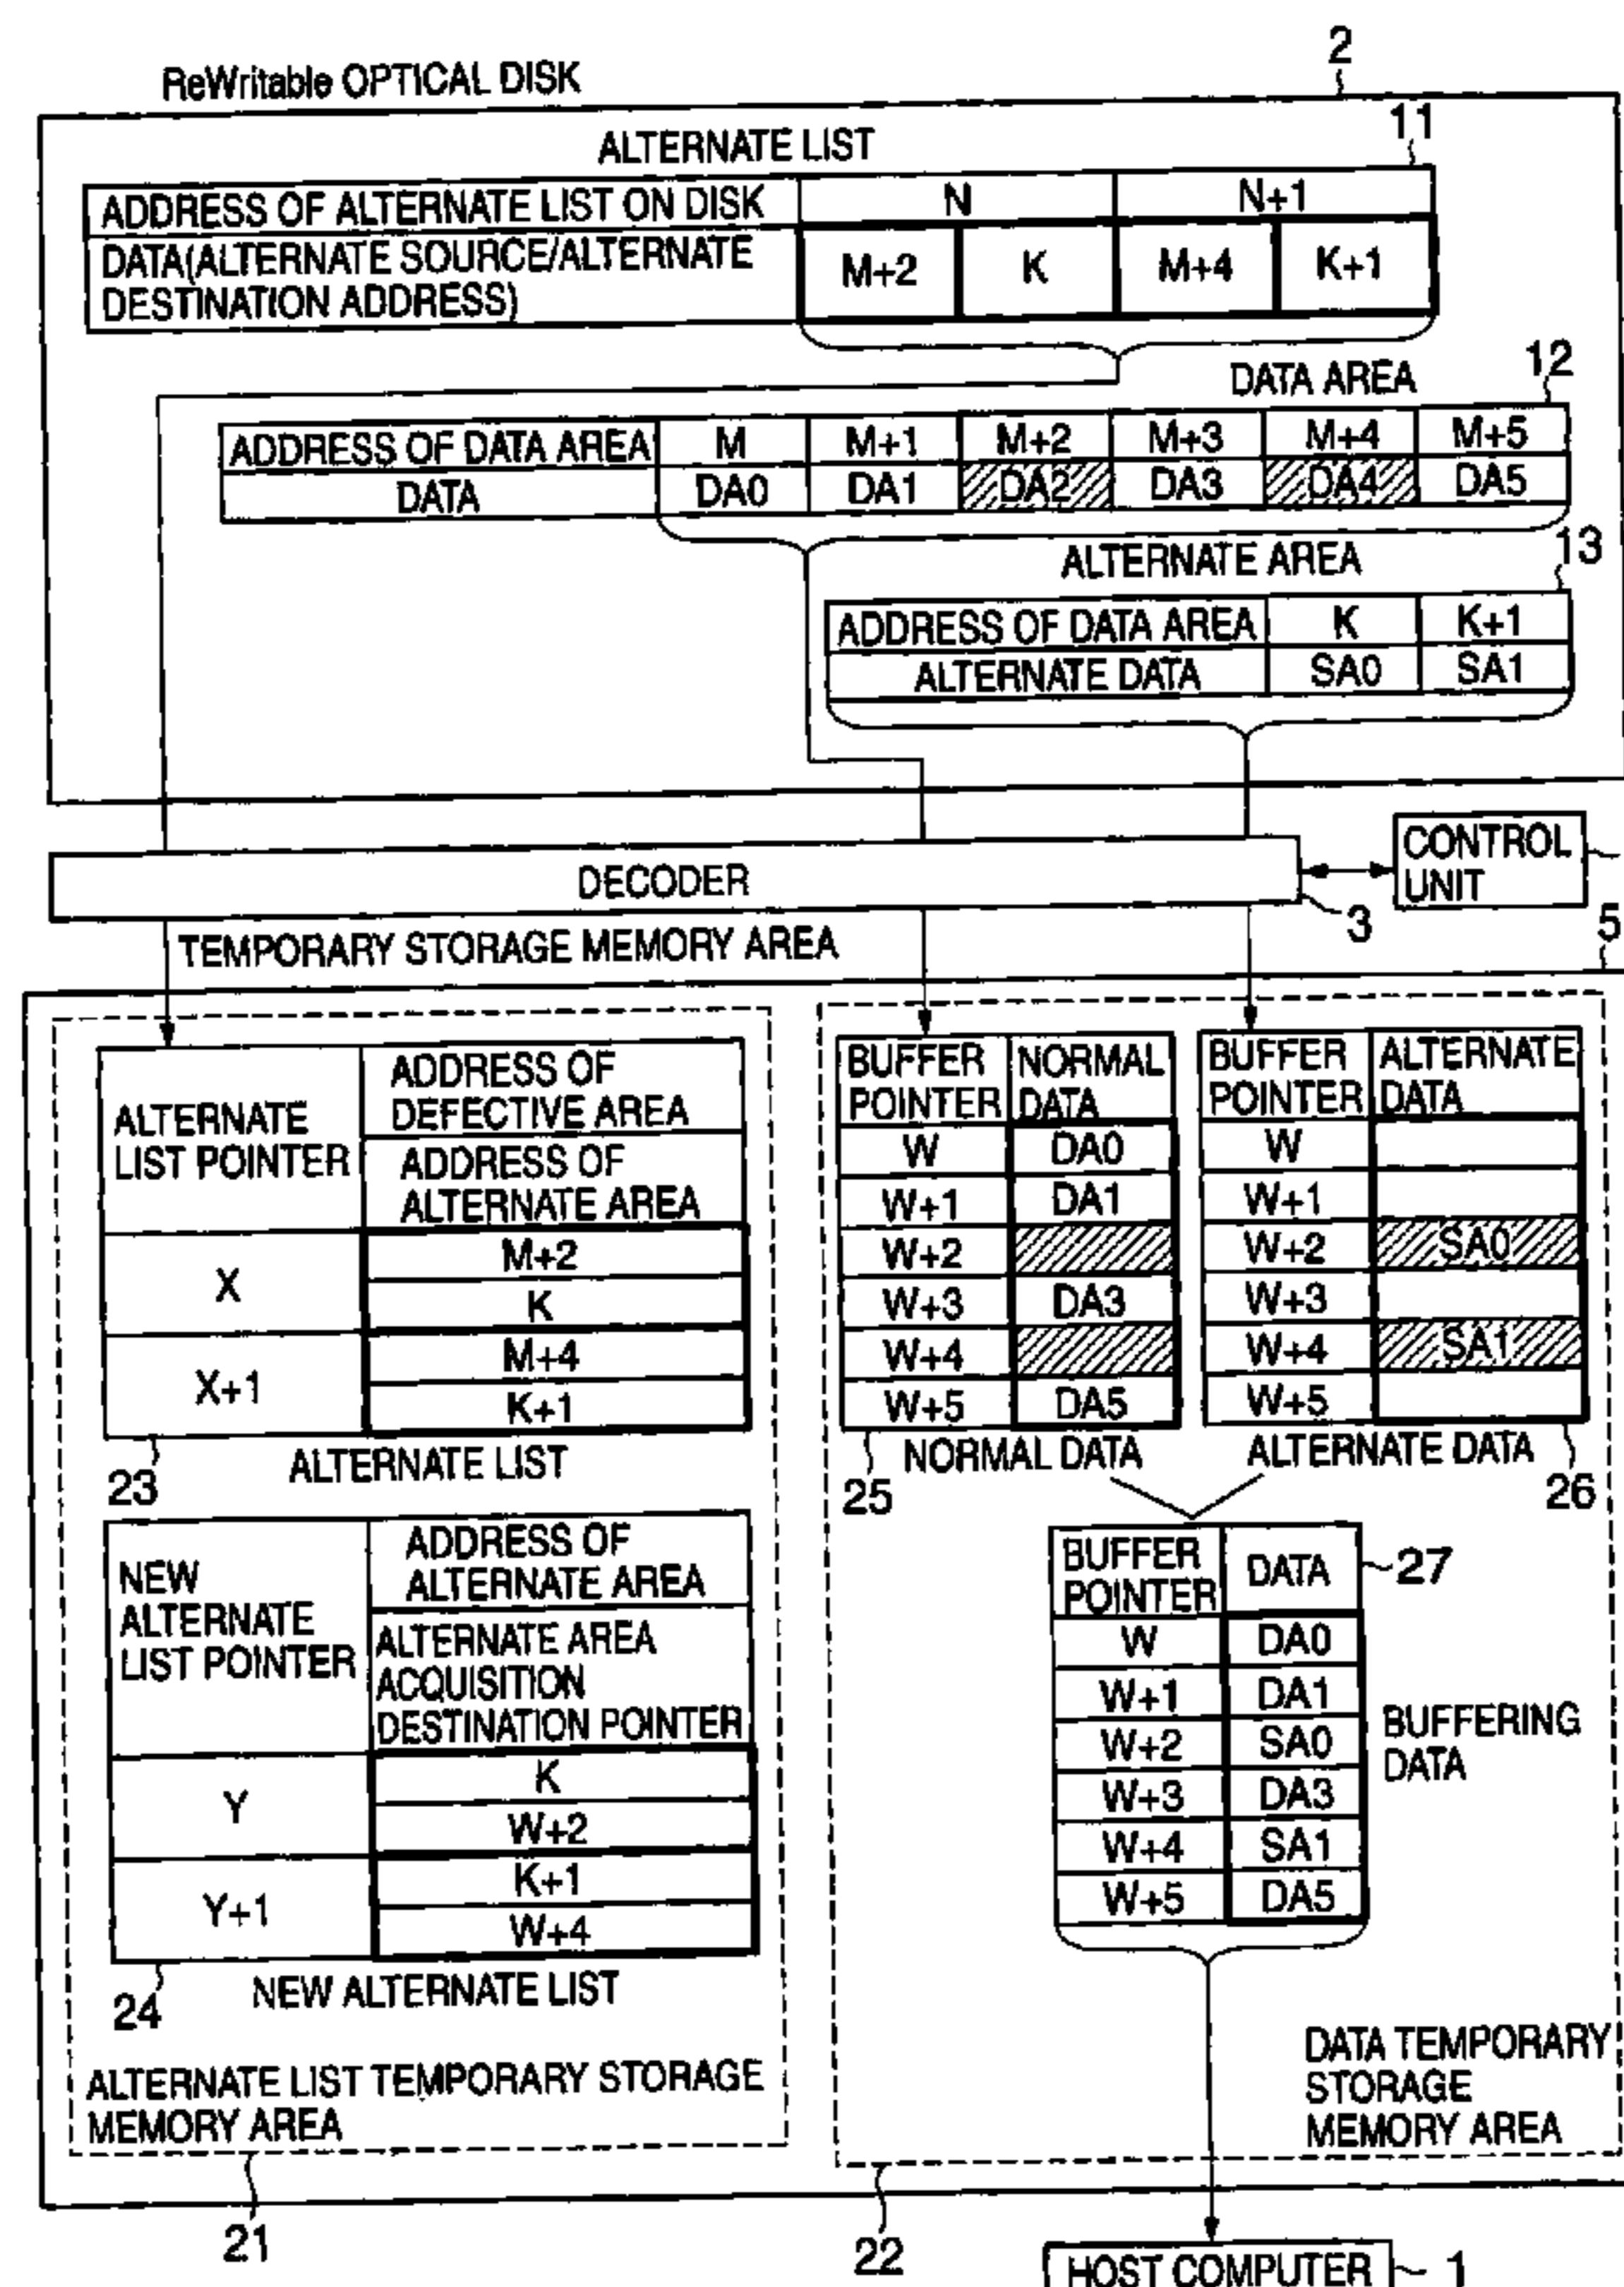 2
ReWritable OPTICAL DISK
11
ALTERNATE LIST
ADDRESS OF ALTERNATE LIST ON DISK N N+1
DATA(ALTERNATE SOURCE/ALTERNATE
DESTINATION ADDRESS)
M+2 K M+4 K+1
DATA AREA 12
ADDRESS OF DATA AREA M M+1 M+2 M+3 M+4 M+5
DATA DA0 DA1 DA2 DA3 DA4 DA5
ALTERNATE AREA 13
ADDRESS OF DATA AREA K K+1
ALTERNATE DATA SA0 SA1
DECODER
3
CONTROL
UNIT
TEMPORARY STORAGE MEMORY AREA
5
ALTERNATE
LIST POINTER
ADDRESS OF
DEFECTIVE AREA
ADDRESS OF
ALTERNATE AREA
X
M+2
K
X+1
M+4
K+1
23
ALTERNATE LIST
NEW
ALTERNATE
LIST POINTER
ADDRESS OF
ALTERNATE AREA
ALTERNATE AREA
ACQUISITION
DESTINATION POINTER
Y
K
W+2
Y+1
K+1
W+4
24
NEW ALTERNATE LIST
ALTERNATE LIST TEMPORARY STORAGE
MEMORY AREA
21
BUFFER
POINTER
NORMAL
DATA
W DA0
W+1 DA1
W+2
W+3 DA3
W+4
W+5 DA5
25
NORMAL DATA
BUFFER
POINTER
ALTERNATE
DATA
W
W+1
W+2 SA0
W+3
W+4 SA1
W+5
ALTERNATE DATA
26
BUFFER
POINTER
DATA
27
W DA0
W+1 DA1
W+2 SA0
W+3 DA3
W+4 SA1
W+5 DA5
BUFFERING
DATA
DATA TEMPORARY
STORAGE
MEMORY AREA
22
HOST COMPUTER
1